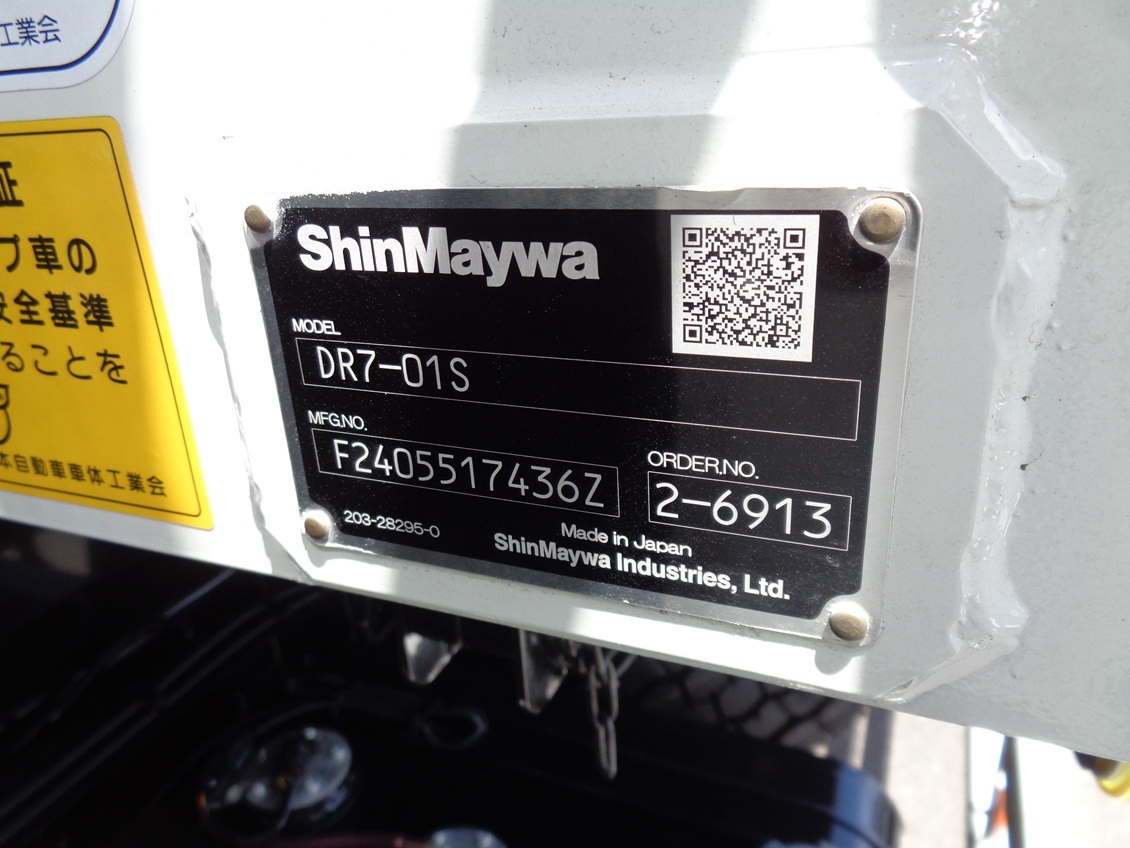 工業会
証
プ車の
安全基準
ることを
本自動車車体工業会
ShinMaywa
MODEL
DR7-01S
MFG.NO.
F2405517436Z
ORDER.NO.
2-6913
203-28295-0
Made in Japan
ShinMaywa Industries, Ltd.